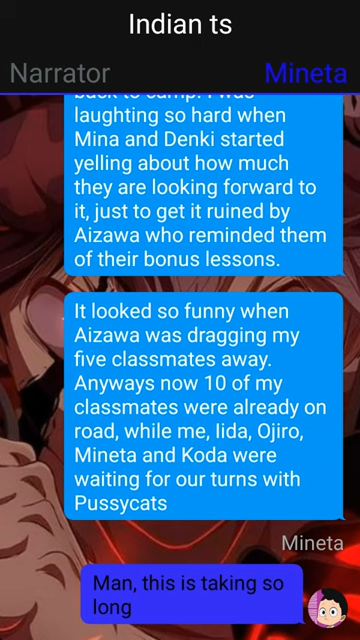 Indian ts
Narrator Mineta
back to camp. I was
laughting so hard when
Mina and Denki started
yelling about how much
they are looking forward to
it, just to get it ruined by
Aizawa who reminded them
of their bonus lessons.
It looked so funny when
Aizawa was dragging my
five classmates away.
Anyways now 10 of my
classmates were already on
road, while me, Iida, Ojiro,
Mineta and Koda were
waiting for our turns with
Pussycats
Mineta
Man, this is taking so
long